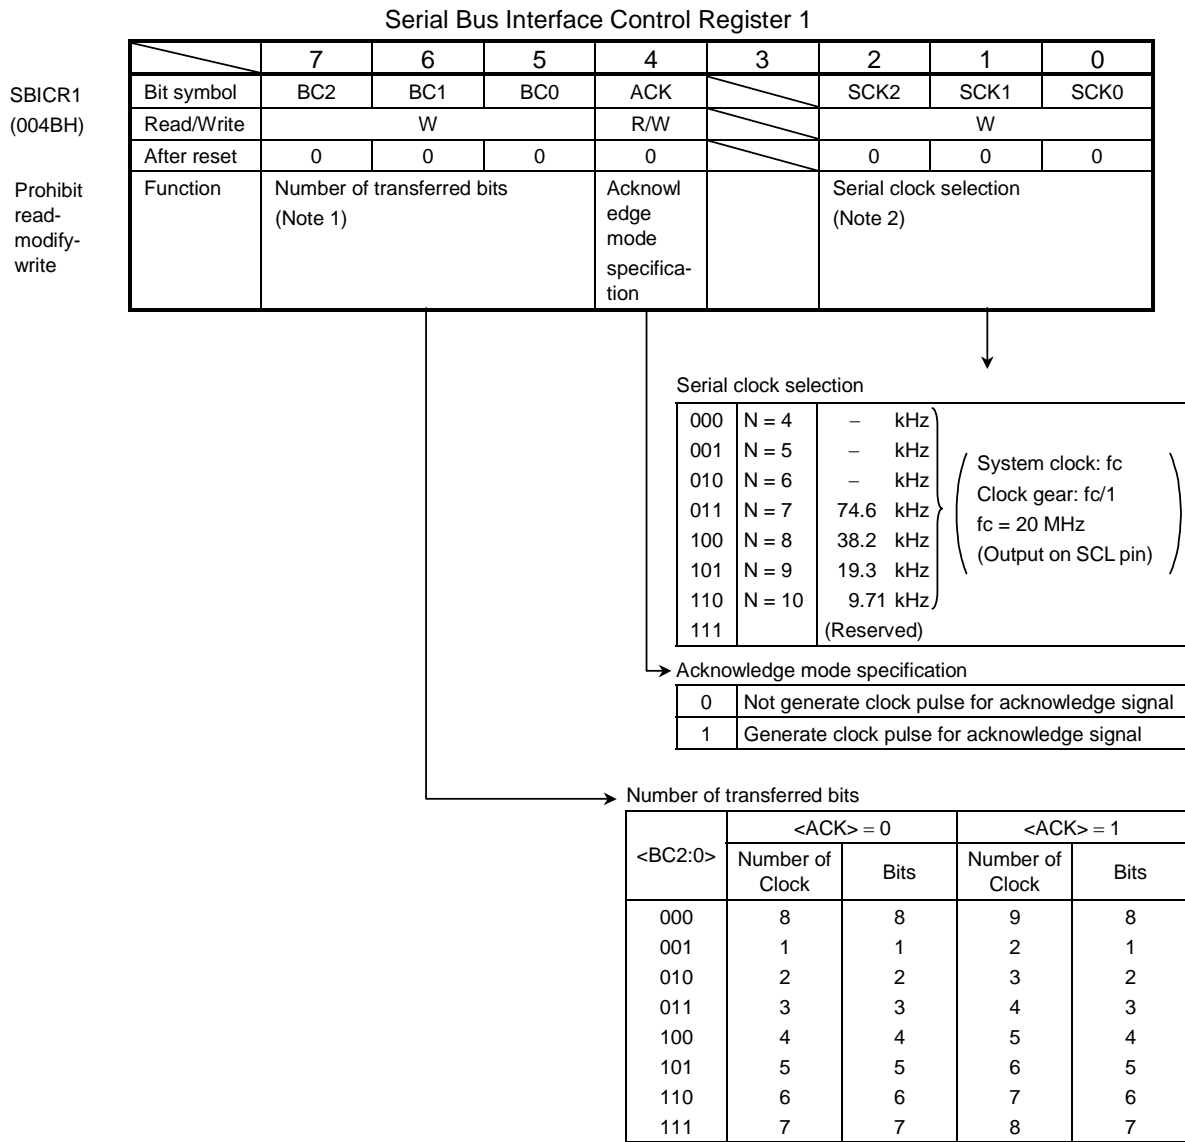 Serial Bus Interface Control Register 1
7 6 5 4 3 2 1 0
SBICR1 Bit symbol BC2 BC1 BC0 ACK SCK2 SCK1 SCK0
(004BH) Read/Write W R/W W
After reset 0 0 0 0 0 0 0
Prohibit Function Number of transferred bits Acknowl Serial clock selection
read- (Note 1) edge (Note 2)
modify- mode
write specifica-
tion
Serial clock selection
000 N = 4 − kHz
001 N = 5 − kHz
010 N = 6 − kHz
011 N = 7 74.6 kHz
100 N = 8 38.2 kHz
101 N = 9 19.3 kHz
110 N = 10 9.71 kHz
111 (Reserved)
System clock: fc
Clock gear: fc/1
fc = 20 MHz
(Output on SCL pin)
Acknowledge mode specification
0 Not generate clock pulse for acknowledge signal
1 Generate clock pulse for acknowledge signal
Number of transferred bits
<BC2:0> <ACK> = 0 <ACK> = 1
Number of Clock Bits Number of Clock Bits
000 8 8 9 8
001 1 1 2 1
010 2 2 3 2
011 3 3 4 3
100 4 4 5 4
101 5 5 6 5
110 6 6 7 6
111 7 7 8 7